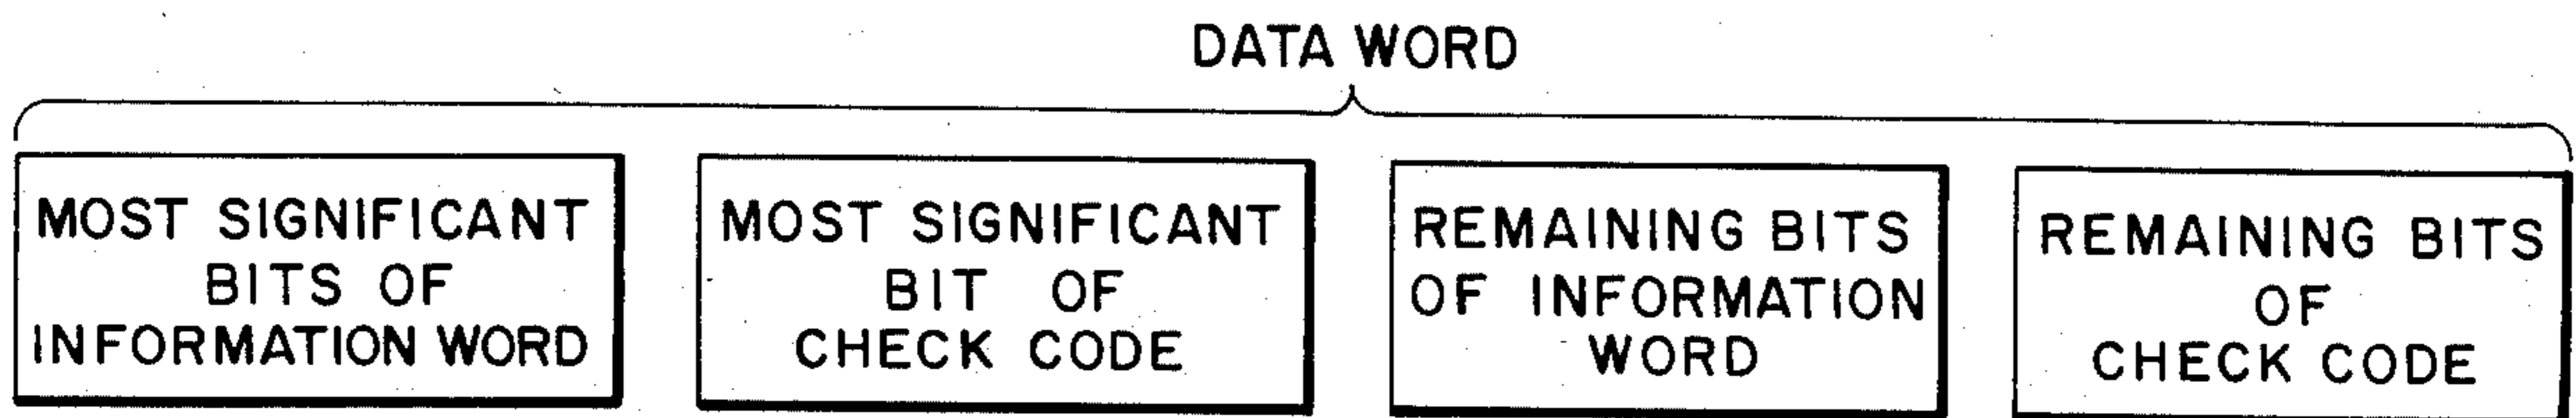 DATA WORD
MOST SIGNIFICANT
BITS OF
INFORMATION WORD
MOST SIGNIFICANT
BIT OF
CHECK CODE
REMAINING BITS
OF INFORMATION
WORD
REMAINING BITS
OF
CHECK CODE